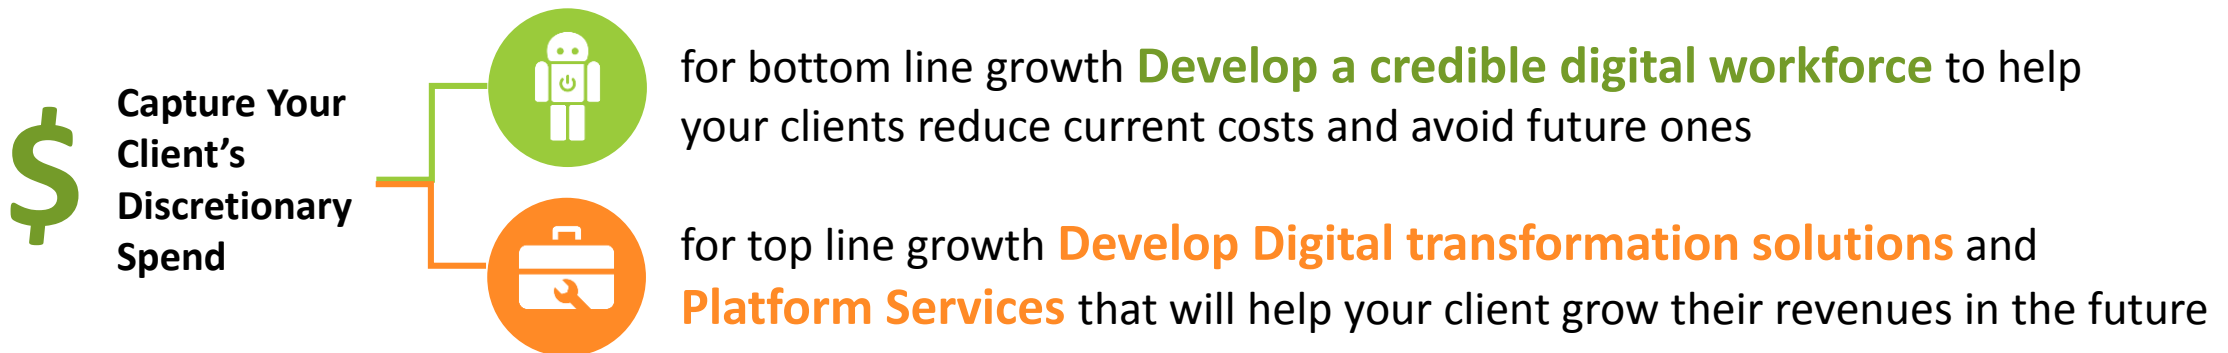 $
Capture Your
Client’s
Discretionary
Spend
for bottom line growth Develop a credible digital workforce to help
your clients reduce current costs and avoid future ones
for top line growth Develop Digital transformation solutions and
Platform Services that will help your client grow their revenues in the future